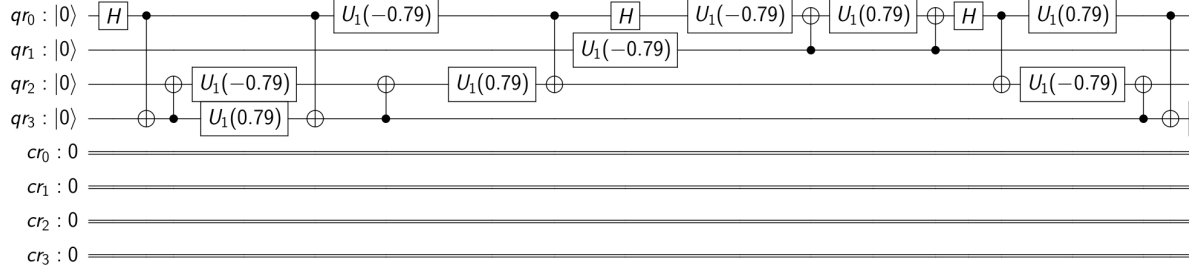 qr₀ : |0⟩ H U₁(−0.79) H U₁(−0.79) U₁(0.79) H U₁(0.79)
qr₁ : |0⟩ U₁(−0.79)
qr₂ : |0⟩ U₁(−0.79) U₁(0.79) U₁(−0.79)
qr₃ : |0⟩ U₁(0.79)
cr₀ : 0
cr₁ : 0
cr₂ : 0
cr₃ : 0